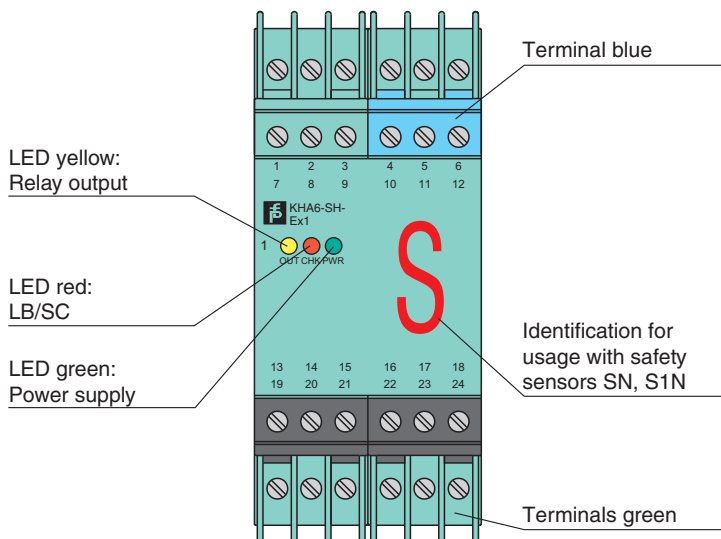 Terminal blue
LED yellow:
Relay output
1 2 3 4 5 6
7 8 9 10 11 12
KHA6-SH-
Ex1
1
OUT CHK PWR
S
LED red:
LB/SC
Identification for
usage with safety
sensors SN, S1N
LED green:
Power supply
13 14 15 16 17 18
19 20 21 22 23 24
Terminals green